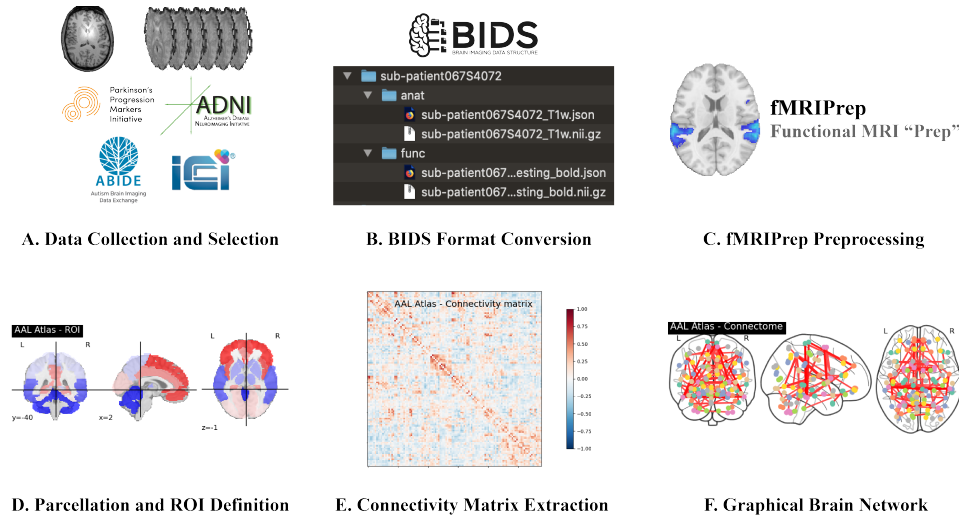 Parkinson's
Progression
Markers
Initiative
ADNI
ALZHEIMER'S DISEASE
NEUROIMAGING INITIATIVE
ABIDE
Autism Brain Imaging
Data Exchange
iCi
A. Data Collection and Selection
BIDS
BRAIN IMAGING DATA STRUCTURE
sub-patient067S4072
anat
sub-patient067S4072_T1w.json
sub-patient067S4072_T1w.nii.gz
func
sub-patient067...esting_bold.json
sub-patient067...sting_bold.nii.gz
B. BIDS Format Conversion
fMRIPrep
Functional MRI “Prep”
C. fMRIPrep Preprocessing
AAL Atlas - ROI
L R
L R
y=-40
x=2
z=-1
D. Parcellation and ROI Definition
AAL Atlas - Connectivity matrix
1.00
0.75
0.50
0.25
0.00
−0.25
−0.50
−0.75
−1.00
E. Connectivity Matrix Extraction
AAL Atlas - Connectome
L R
L R
F. Graphical Brain Network